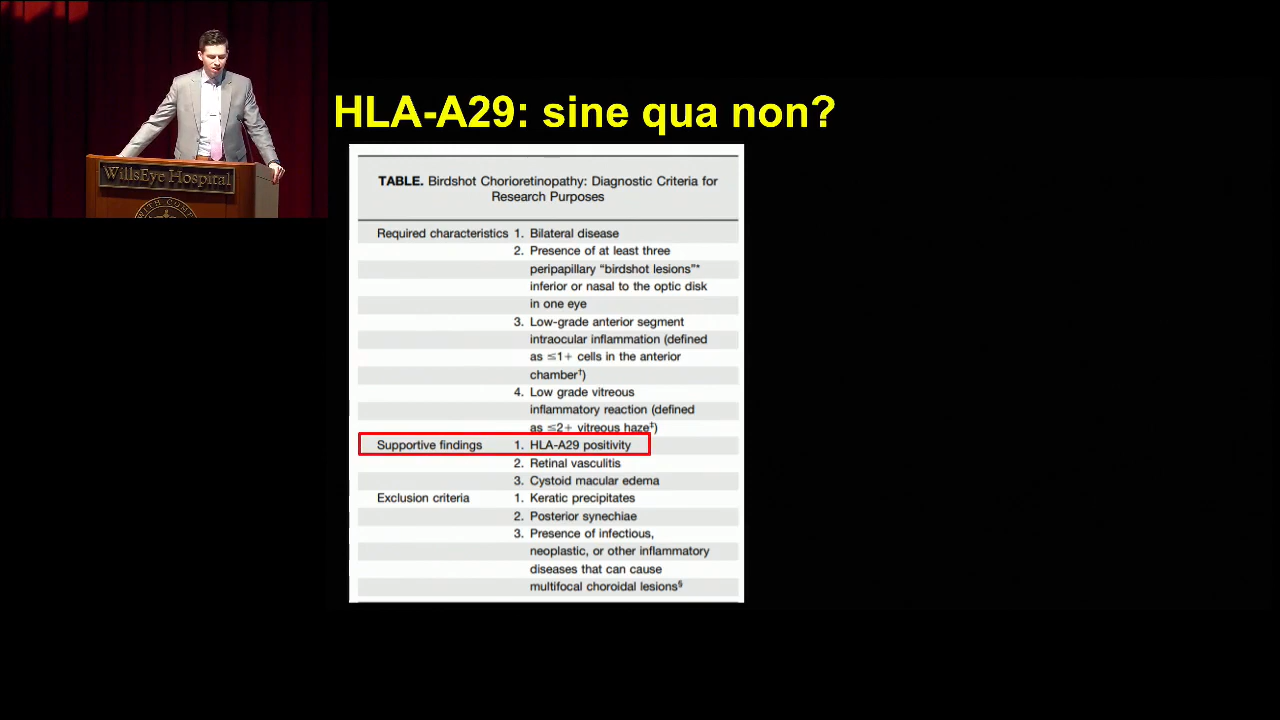 HLA-A29: sine qua non?
TABLE. Birdshot Chorioretinopathy: Diagnostic Criteria for
Research Purposes
Required characteristics 1. Bilateral disease
2. Presence of at least three
peripapillary “birdshot lesions”*
inferior or nasal to the optic disk
in one eye
3. Low-grade anterior segment
intraocular inflammation (defined
as ≤1+ cells in the anterior
chamber†)
4. Low grade vitreous
inflammatory reaction (defined
as ≤2+ vitreous haze‡)
Supportive findings 1. HLA-A29 positivity
2. Retinal vasculitis
3. Cystoid macular edema
Exclusion criteria 1. Keratic precipitates
2. Posterior synechiae
3. Presence of infectious,
neoplastic, or other inflammatory
diseases that can cause
multifocal choroidal lesions§
WillsEye Hospital